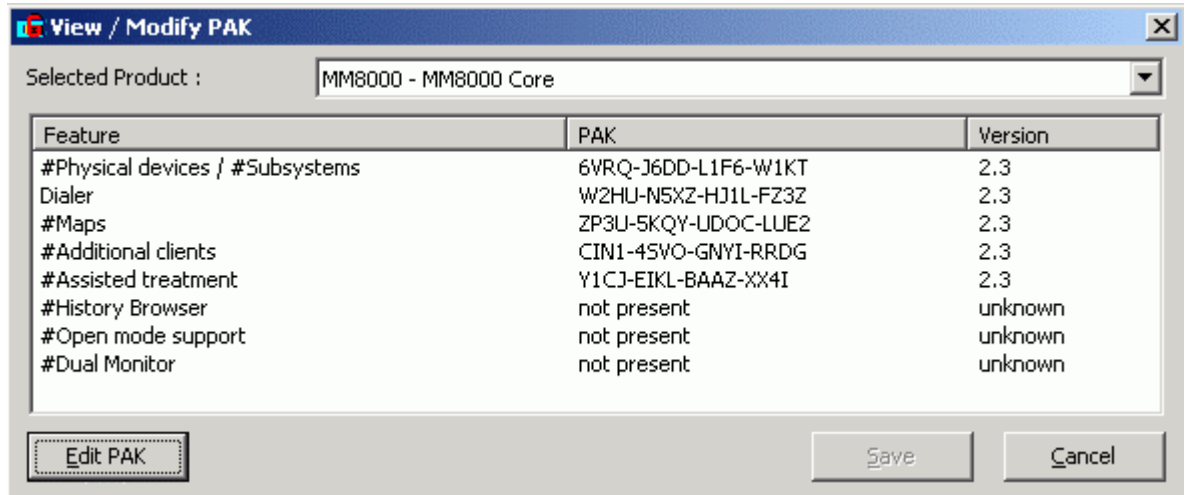 View / Modify PAK
Selected Product : MM8000 - MM8000 Core
Feature PAK Version
#Physical devices / #Subsystems 6VRQ-J6DD-L1F6-W1KT 2.3
Dialer W2HU-N5XZ-HJ1L-FZ3Z 2.3
#Maps ZP3U-5KQY-UDOC-LUE2 2.3
#Additional clients CIN1-4SVO-GNYI-RRDG 2.3
#Assisted treatment Y1CJ-EIKL-BAAZ-XX4I 2.3
#History Browser not present unknown
#Open mode support not present unknown
#Dual Monitor not present unknown
Edit PAK Save Cancel